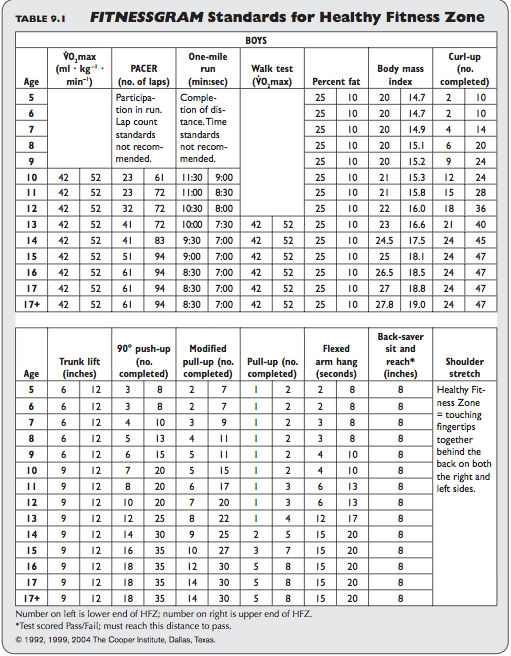 TABLE 9.1 FITNESSGRAM Standards for Healthy Fitness Zone
BOYS
Age V̇O₂max (ml · kg⁻¹ · min⁻¹) PACER (no. of laps) One-mile run (min:sec) Walk test (V̇O₂max) Percent fat Body mass index Curl-up (no. completed)
Participation in run. Lap count standards not recommended.
Completion of distance. Time standards not recommended.
5 25 10 20 14.7 2 10
6 25 10 20 14.7 2 10
7 25 10 20 14.9 4 14
8 25 10 20 15.1 6 20
9 25 10 20 15.2 9 24
10 42 52 23 61 11:30 9:00 25 10 21 15.3 12 24
11 42 52 23 72 11:00 8:30 25 10 21 15.8 15 28
12 42 52 32 72 10:30 8:00 25 10 22 16.0 18 36
13 42 52 41 72 10:00 7:30 42 52 25 10 23 16.6 21 40
14 42 52 41 83 9:30 7:00 42 52 25 10 24.5 17.5 24 45
15 42 52 51 94 9:00 7:00 42 52 25 10 25 18.1 24 47
16 42 52 61 94 8:30 7:00 42 52 25 10 26.5 18.5 24 47
17 42 52 61 94 8:30 7:00 42 52 25 10 27 18.8 24 47
17+ 42 52 61 94 8:30 7:00 42 52 25 10 27.8 19.0 24 47
Age Trunk lift (inches) 90° push-up (no. completed) Modified pull-up (no. completed) Pull-up (no. completed) Flexed arm hang (seconds) Back-saver sit and reach* (inches) Shoulder stretch
Healthy Fitness Zone = touching fingertips together behind the back on both the right and left sides.
5 6 12 3 8 2 7 1 2 2 8 8
6 6 12 3 8 2 7 1 2 2 8 8
7 6 12 4 10 3 9 1 2 3 8 8
8 6 12 5 13 4 11 1 2 3 8 8
9 6 12 6 15 5 11 1 2 4 10 8
10 9 12 7 20 5 15 1 2 4 10 8
11 9 12 8 20 6 17 1 3 6 13 8
12 9 12 10 20 7 20 1 3 6 13 8
13 9 12 12 25 8 22 1 4 12 17 8
14 9 12 14 30 9 25 2 5 15 20 8
15 9 12 16 35 10 27 3 7 15 20 8
16 9 12 18 35 12 30 5 8 15 20 8
17 9 12 18 35 14 30 5 8 15 20 8
17+ 9 12 18 35 14 30 5 8 15 20 8
Number on left is lower end of HFZ; number on right is upper end of HFZ.
*Test scored Pass/Fail; must reach this distance to pass.
© 1992, 1999, 2004 The Cooper Institute, Dallas, Texas.